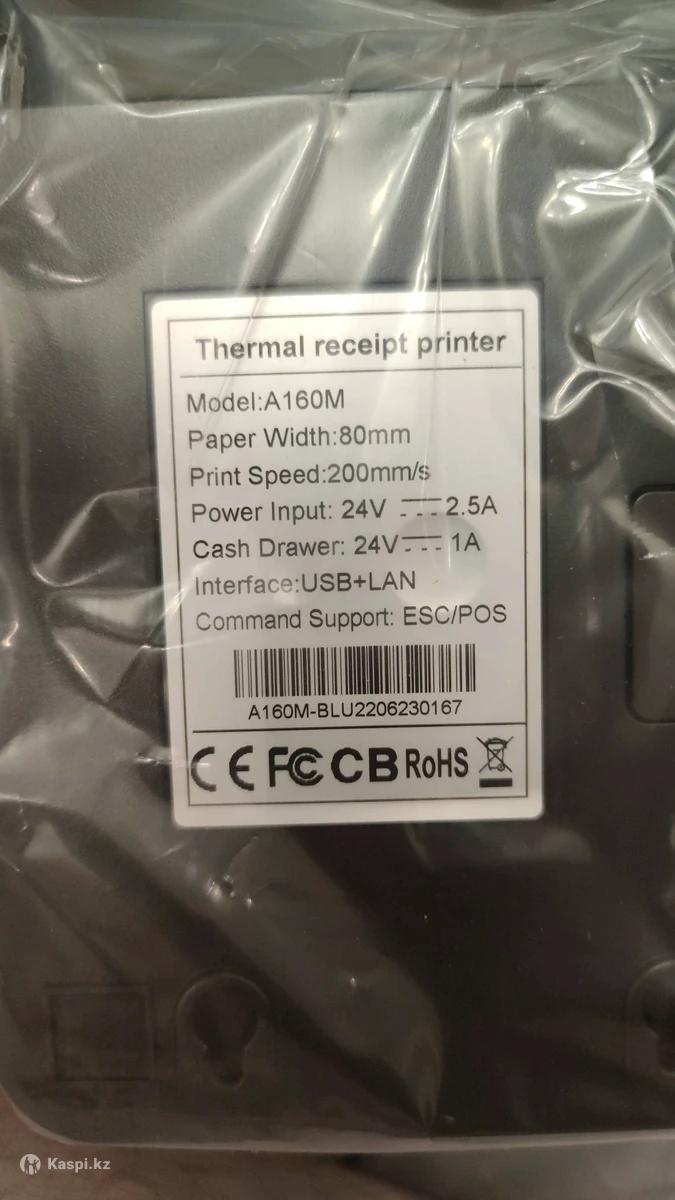 Thermal receipt printer
Model:A160M
Paper Width:80mm
Print Speed:200mm/s
Power Input: 24V ⎓ 2.5A
Cash Drawer: 24V ⎓ 1A
Interface:USB+LAN
Command Support: ESC/POS
A160M-BLU2206230167
CE FC CB RoHS
Kaspi.kz